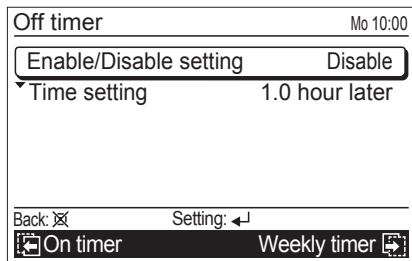 Off timer Mo 10:00
Enable/Disable setting Disable
Time setting 1.0 hour later
Back: Setting:
On timer Weekly timer